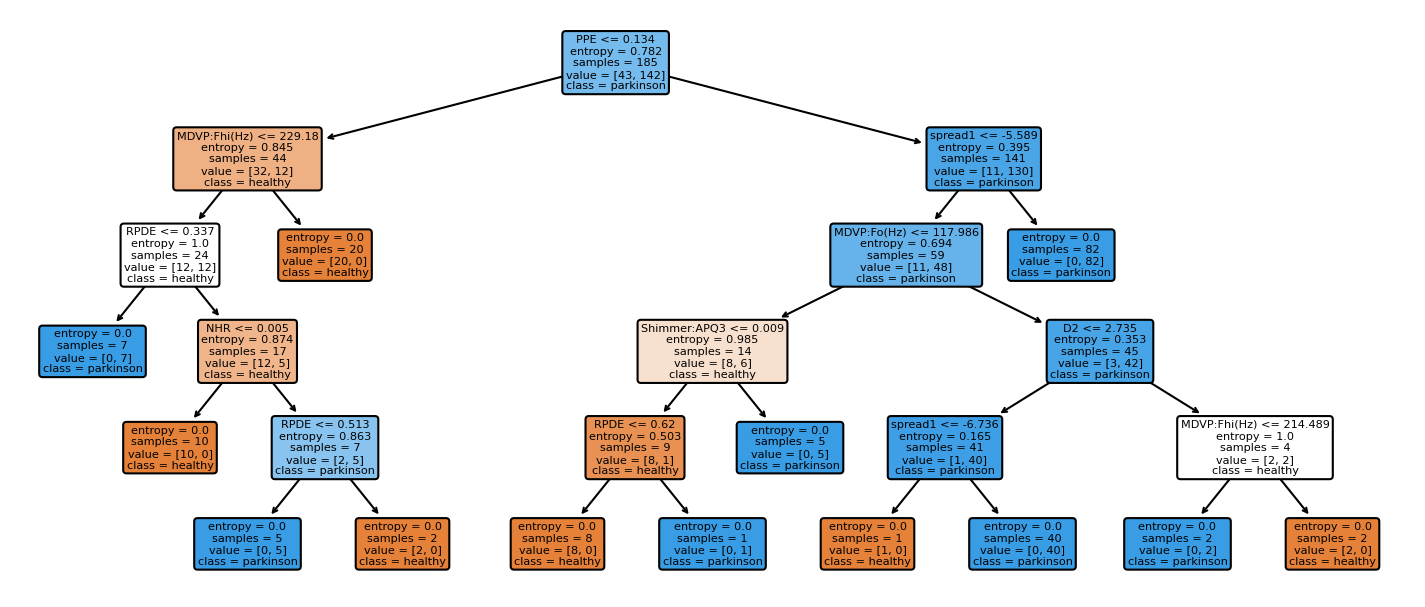 PPE <= 0.134
entropy = 0.782
samples = 185
value = [43, 142]
class = parkinson
MDVP:Fhi(Hz) <= 229.18
entropy = 0.845
samples = 44
value = [32, 12]
class = healthy
spread1 <= -5.589
entropy = 0.395
samples = 141
value = [11, 130]
class = parkinson
RPDE <= 0.337
entropy = 1.0
samples = 24
value = [12, 12]
class = healthy
entropy = 0.0
samples = 20
value = [20, 0]
class = healthy
MDVP:Fo(Hz) <= 117.986
entropy = 0.694
samples = 59
value = [11, 48]
class = parkinson
entropy = 0.0
samples = 82
value = [0, 82]
class = parkinson
entropy = 0.0
samples = 7
value = [0, 7]
class = parkinson
NHR <= 0.005
entropy = 0.874
samples = 17
value = [12, 5]
class = healthy
Shimmer:APQ3 <= 0.009
entropy = 0.985
samples = 14
value = [8, 6]
class = healthy
D2 <= 2.735
entropy = 0.353
samples = 45
value = [3, 42]
class = parkinson
entropy = 0.0
samples = 10
value = [10, 0]
class = healthy
RPDE <= 0.513
entropy = 0.863
samples = 7
value = [2, 5]
class = parkinson
RPDE <= 0.62
entropy = 0.503
samples = 9
value = [8, 1]
class = healthy
entropy = 0.0
samples = 5
value = [0, 5]
class = parkinson
spread1 <= -6.736
entropy = 0.165
samples = 41
value = [1, 40]
class = parkinson
MDVP:Fhi(Hz) <= 214.489
entropy = 1.0
samples = 4
value = [2, 2]
class = healthy
entropy = 0.0
samples = 5
value = [0, 5]
class = parkinson
entropy = 0.0
samples = 2
value = [2, 0]
class = healthy
entropy = 0.0
samples = 8
value = [8, 0]
class = healthy
entropy = 0.0
samples = 1
value = [0, 1]
class = parkinson
entropy = 0.0
samples = 1
value = [1, 0]
class = healthy
entropy = 0.0
samples = 40
value = [0, 40]
class = parkinson
entropy = 0.0
samples = 2
value = [0, 2]
class = parkinson
entropy = 0.0
samples = 2
value = [2, 0]
class = healthy